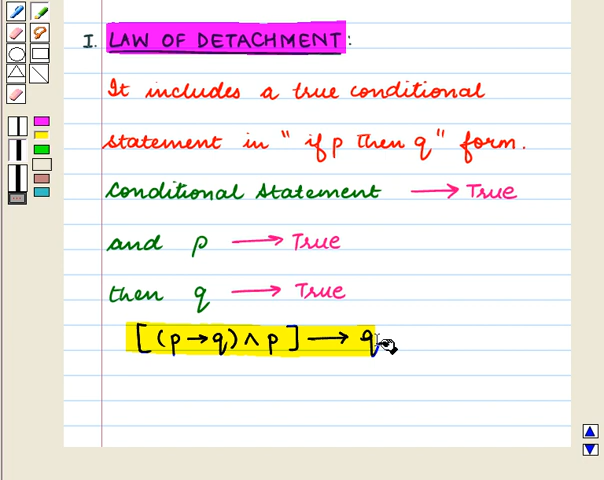 I. LAW OF DETACHMENT:
It includes a true conditional
statement in "if p then q" form.
Conditional Statement → True
and p → True
then q → True
[(p→q)∧p] → q